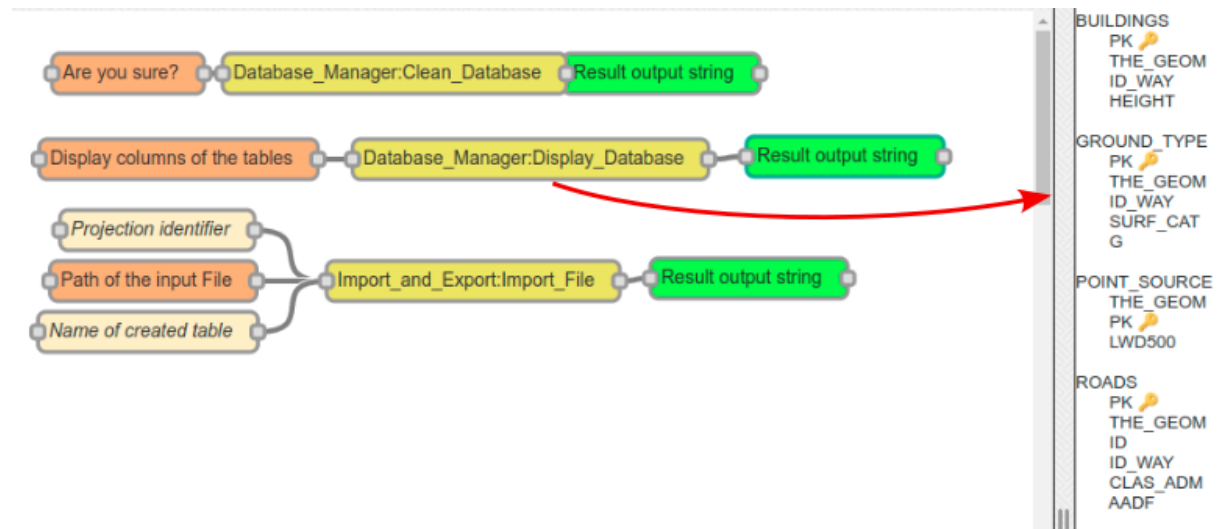 Are you sure?
Database_Manager:Clean_Database
Result output string
Display columns of the tables
Database_Manager:Display_Database
Result output string
Projection identifier
Path of the input File
Name of created table
Import_and_Export:Import_File
Result output string
BUILDINGS
PK
THE_GEOM
ID_WAY
HEIGHT
GROUND_TYPE
PK
THE_GEOM
ID_WAY
SURF_CAT
G
POINT_SOURCE
THE_GEOM
PK
LWD500
ROADS
PK
THE_GEOM
ID
ID_WAY
CLAS_ADM
AADF